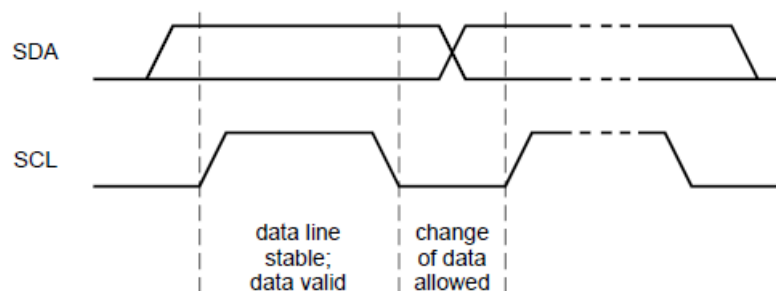 SDA
SCL
data line
stable;
data valid
change
of data
allowed